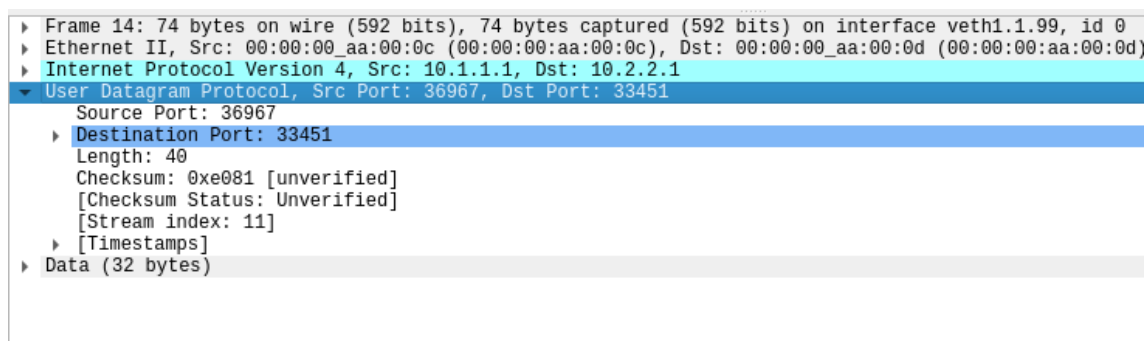 Frame 14: 74 bytes on wire (592 bits), 74 bytes captured (592 bits) on interface veth1.1.99, id 0
Ethernet II, Src: 00:00:00_aa:00:0c (00:00:00:aa:00:0c), Dst: 00:00:00_aa:00:0d (00:00:00:aa:00:0d)
Internet Protocol Version 4, Src: 10.1.1.1, Dst: 10.2.2.1
User Datagram Protocol, Src Port: 36967, Dst Port: 33451
Source Port: 36967
Destination Port: 33451
Length: 40
Checksum: 0xe081 [unverified]
[Checksum Status: Unverified]
[Stream index: 11]
[Timestamps]
Data (32 bytes)